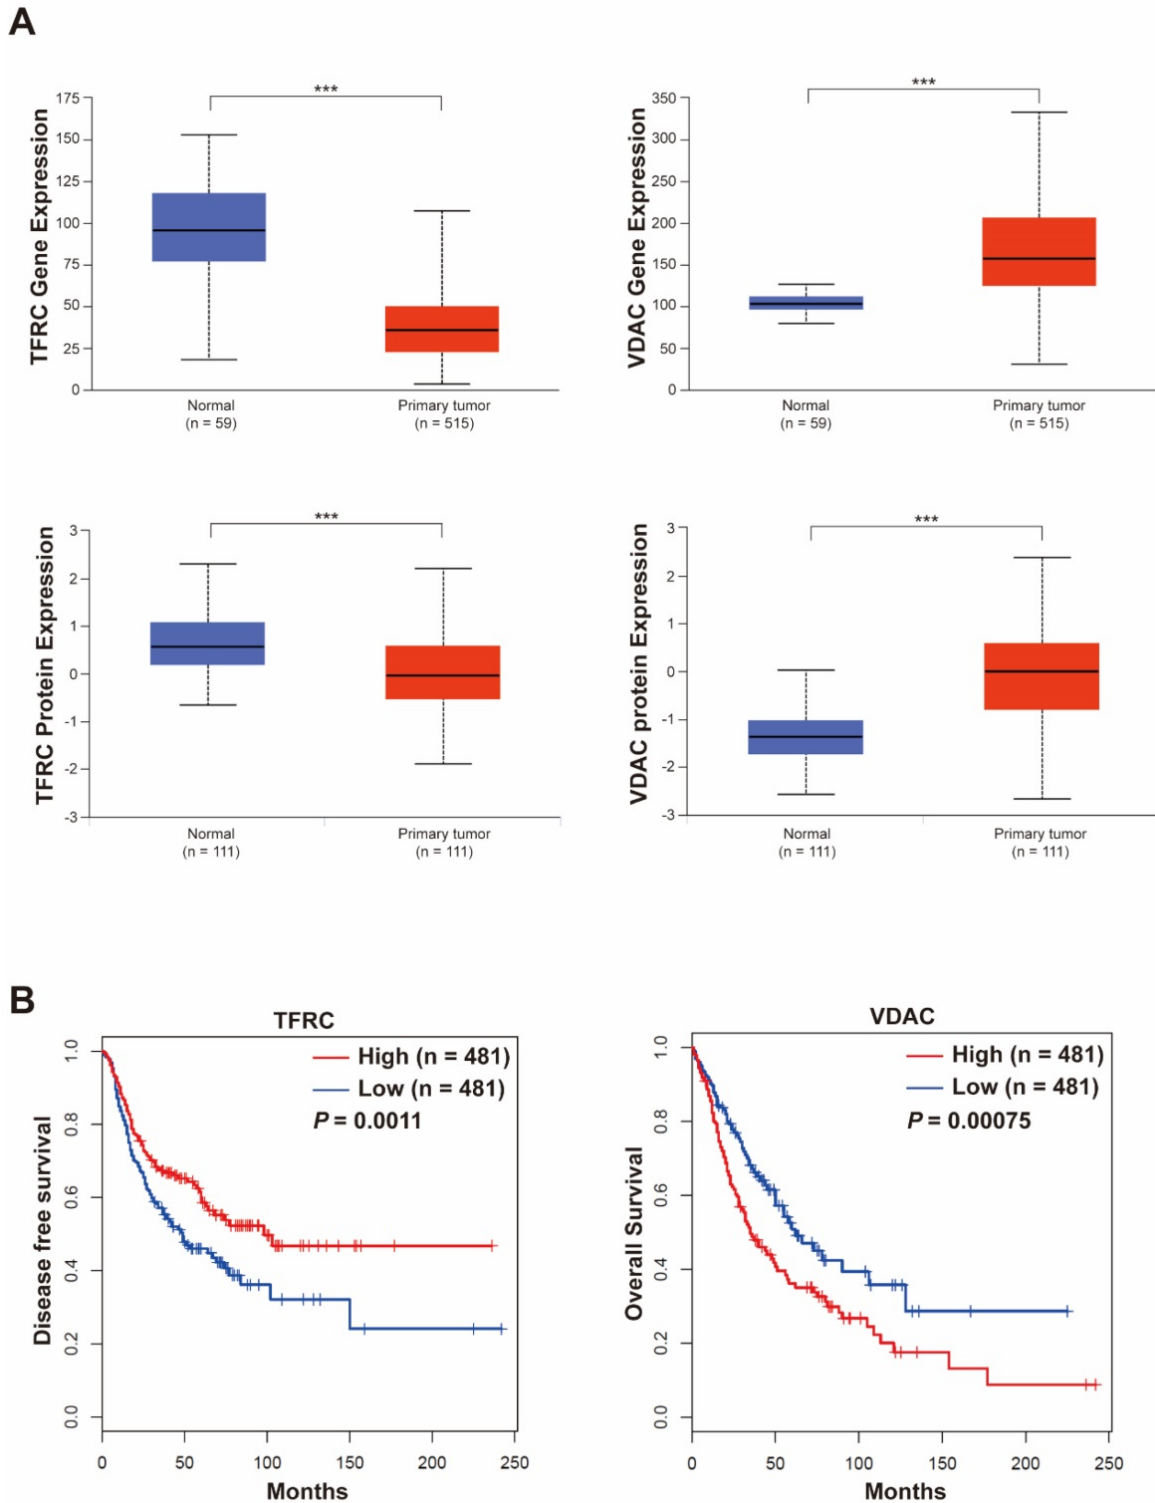 A
TFRC Gene Expression
175
150
125
100
75
50
25
0
***
Normal
(n = 59)
Primary tumor
(n = 515)
VDAC Gene Expression
350
300
250
200
150
100
50
0
***
Normal
(n = 59)
Primary tumor
(n = 515)
TFRC Protein Expression
3
2
1
0
-1
-2
-3
***
Normal
(n = 111)
Primary tumor
(n = 111)
VDAC protein Expression
3
2
1
0
-1
-2
-3
***
Normal
(n = 111)
Primary tumor
(n = 111)
B
TFRC
High (n = 481)
Low (n = 481)
P = 0.0011
Disease free survival
1.0
0.8
0.6
0.4
0.2
0.0
0 50 100 150 200 250
Months
VDAC
High (n = 481)
Low (n = 481)
P = 0.00075
Overall Survival
1.0
0.8
0.6
0.4
0.2
0.0
0 50 100 150 200 250
Months